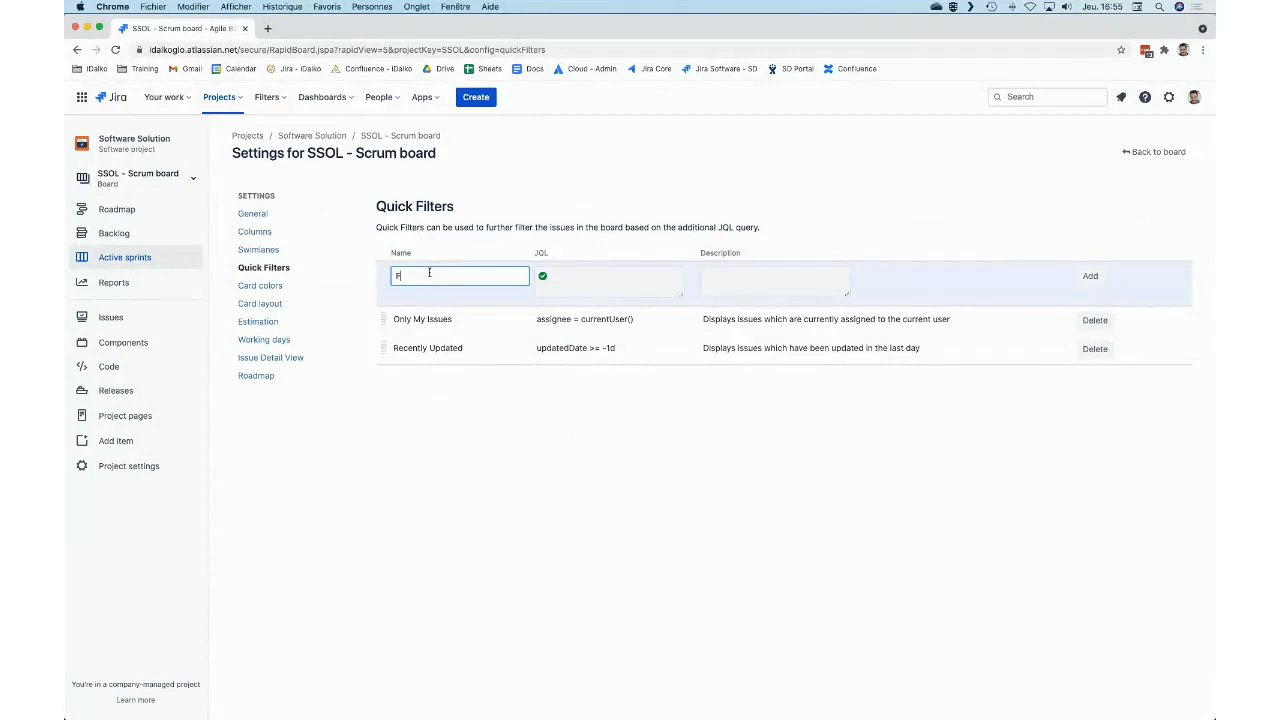 Chrome Fichier Modifier Afficher Historique Favoris Personnes Onglet Fenêtre Aide Jeu. 16:55
SSOL - Scrum board - Agile B
idalkoglo.atlassian.net/secure/RapidBoard.jspa?rapidView=5&projectKey=SSOL&config=quickFilters
iDalko Training Gmail Calendar Jira - iDalko Confluence - iDalko Drive Sheets Docs Cloud - Admin Jira Core Jira Software - SD SD Portal Confluence
Jira Your work Projects Filters Dashboards People Apps Create Search
Software Solution
Software project
SSOL - Scrum board
Board
Roadmap
Backlog
Active sprints
Reports
Issues
Components
Code
Releases
Project pages
Add item
Project settings
You're in a company-managed project
Learn more
Projects / Software Solution / SSOL - Scrum board
Settings for SSOL - Scrum board
Back to board
SETTINGS
General
Columns
Swimlanes
Quick Filters
Card colors
Card layout
Estimation
Working days
Issue Detail View
Roadmap
Quick Filters
Quick Filters can be used to further filter the issues in the board based on the additional JQL query.
Name JQL Description
F Add
Only My Issues assignee = currentUser() Displays issues which are currently assigned to the current user Delete
Recently Updated updatedDate >= -1d Displays issues which have been updated in the last day Delete